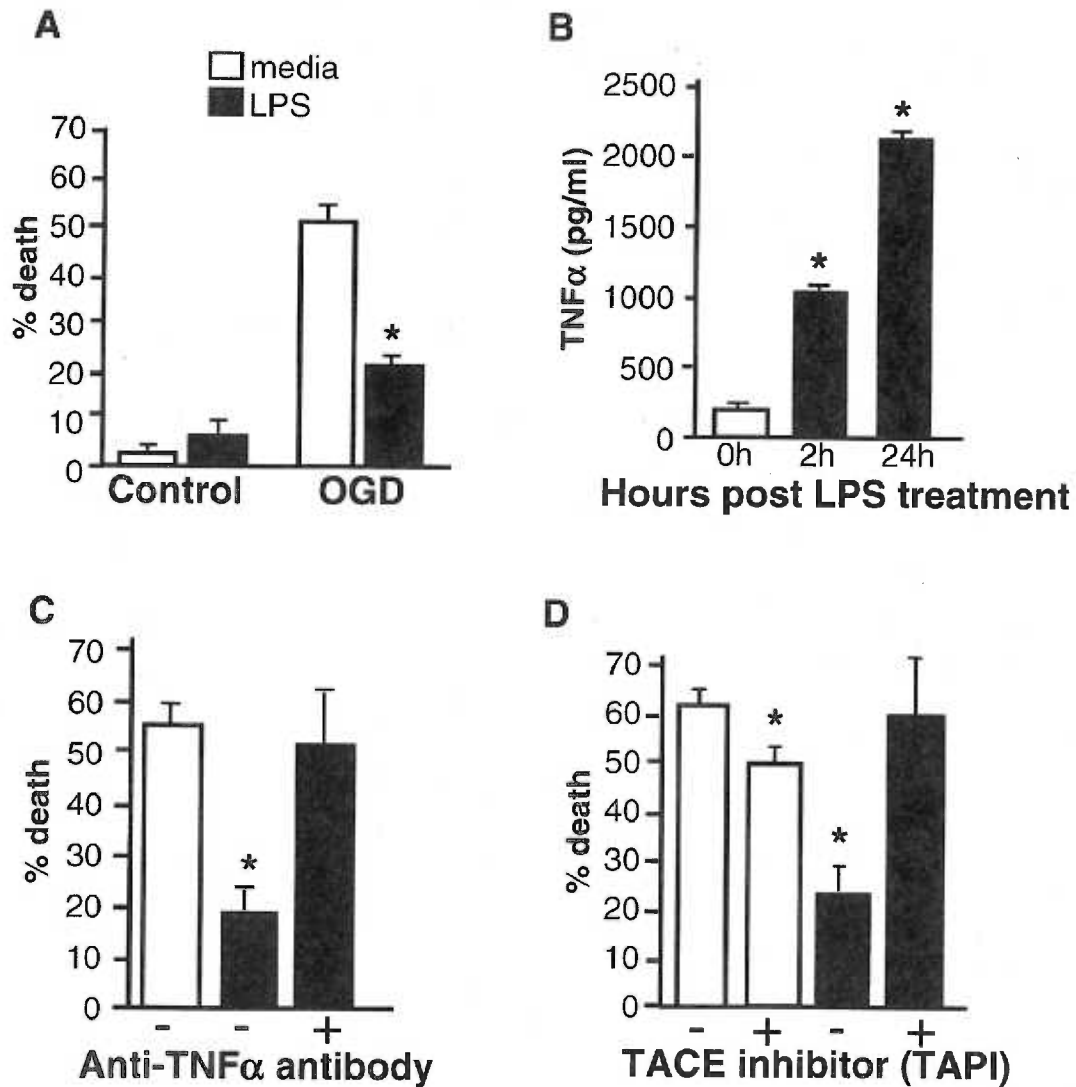 A
media
LPS
70
60
50
40
30
20
10
0
% death
Control OGD
B
2500
2000
1500
1000
500
0
TNFα (pg/ml)
*
*
*
0h 2h 24h
Hours post LPS treatment
C
70
60
50
40
30
20
10
0
% death
*
- - +
Anti-TNFα antibody
D
70
60
50
40
30
20
10
0
% death
*
*
- + - +
TACE inhibitor (TAPI)